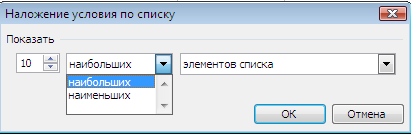 Наложение условия по списку
Показать
10 наибольших элементов списка
наибольших
наименьших
OK Отмена